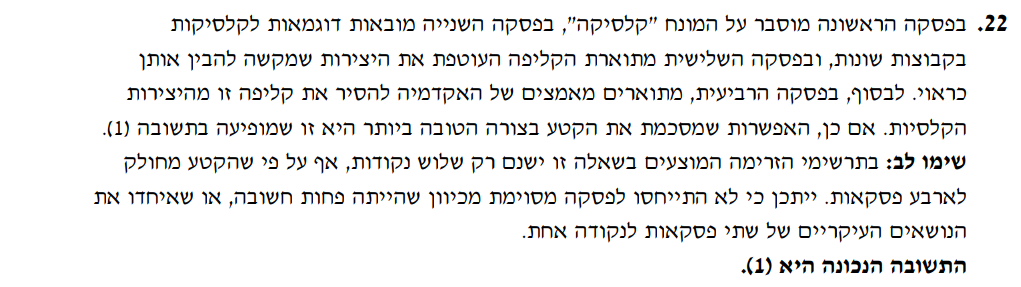 22. בפסקה הראשונה מוסבר על המונח "קלסיקה", בפסקה השנייה מובאות דוגמאות לקלסיקות
בקבוצות שונות, ובפסקה השלישית מתוארת הקליפה העוטפת את היצירות שמקשה להבין אותן
כראוי. לבסוף, בפסקה הרביעית, מתוארים מאמצים של האקדמיה להסיר את קליפה זו מהיצירות
הקלסיות. אם כן, האפשרות שמסכמת את הקטע בצורה הטובה ביותר היא זו שמופיעה בתשובה (1).
שימו לב: בתרשימי הזרימה המוצעים בשאלה זו ישנם רק שלוש נקודות, אף על פי שהקטע מחולק
לארבע פסקאות. ייתכן כי לא התייחסו לפסקה מסוימת מכיוון שהייתה פחות חשובה, או שאיחדו את
הנושאים העיקריים של שתי פסקאות לנקודה אחת.
התשובה הנכונה היא (1).